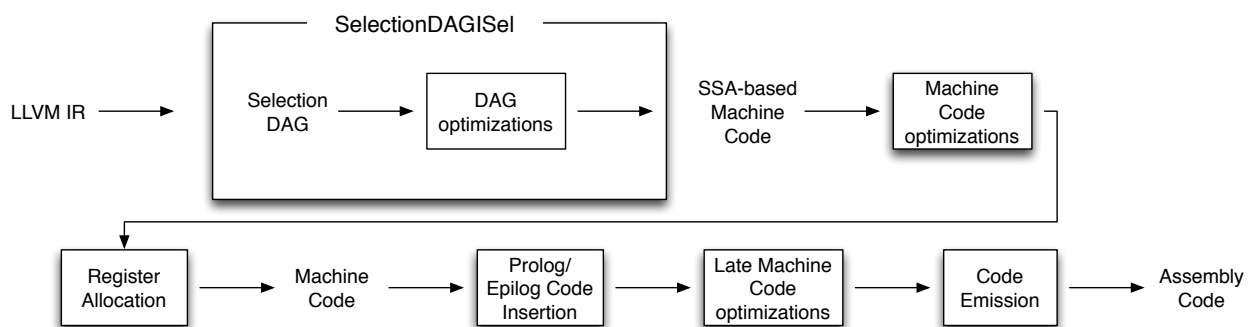 SelectionDAGISel
LLVM IR
Selection
DAG
DAG
optimizations
SSA-based
Machine
Code
Machine
Code
optimizations
Register
Allocation
Machine
Code
Prolog/
Epilog Code
Insertion
Late Machine
Code
optimizations
Code
Emission
Assembly
Code